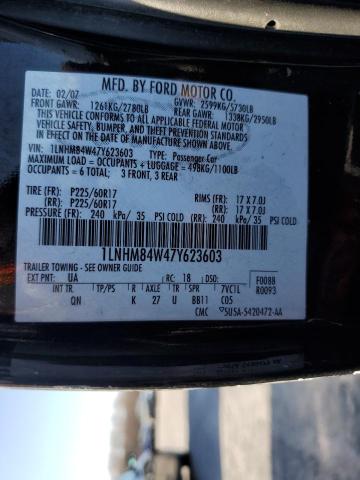 MFD. BY FORD MOTOR CO.
DATE: 02/07 GVWR: 2599KG/5730LB
FRONT GAWR: 1261KG/2780LB REAR GAWR: 1338KG/2950LB
THIS VEHICLE CONFORMS TO ALL APPLICABLE FEDERAL MOTOR VEHICLE
SAFETY, BUMPER, AND THEFT PREVENTION STANDARDS IN EFFECT ON THE DATE OF
MANUFACTURE SHOWN ABOVE.
VIN: 1LNHM84W47Y623603 TYPE: Passenger Car
MAXIMUM LOAD = OCCUPANTS + LUGGAGE = 498KG/1100LB
OCCUPANTS = 6 TOTAL, 3 FRONT, 3 REAR
TIRE (FR): P225/60R17 RIMS (FR): 17 X 7.0J
(RR): P225/60R17 (RR): 17 X 7.0J
PRESSURE (FR): 240 kPa/ 35 PSI COLD (RR): 240 kPa/ 35 PSI COLD
1LNHM84W47Y623603
TRAILER TOWING - SEE OWNER GUIDE
EXT PNT: UA RC: 18 DSO: F0088
R0093
INT TR TP/PS R AXLE TR SPR 7VC1L
QN K 27 U BB11 C05
CMC 5U5A-5420472-AA